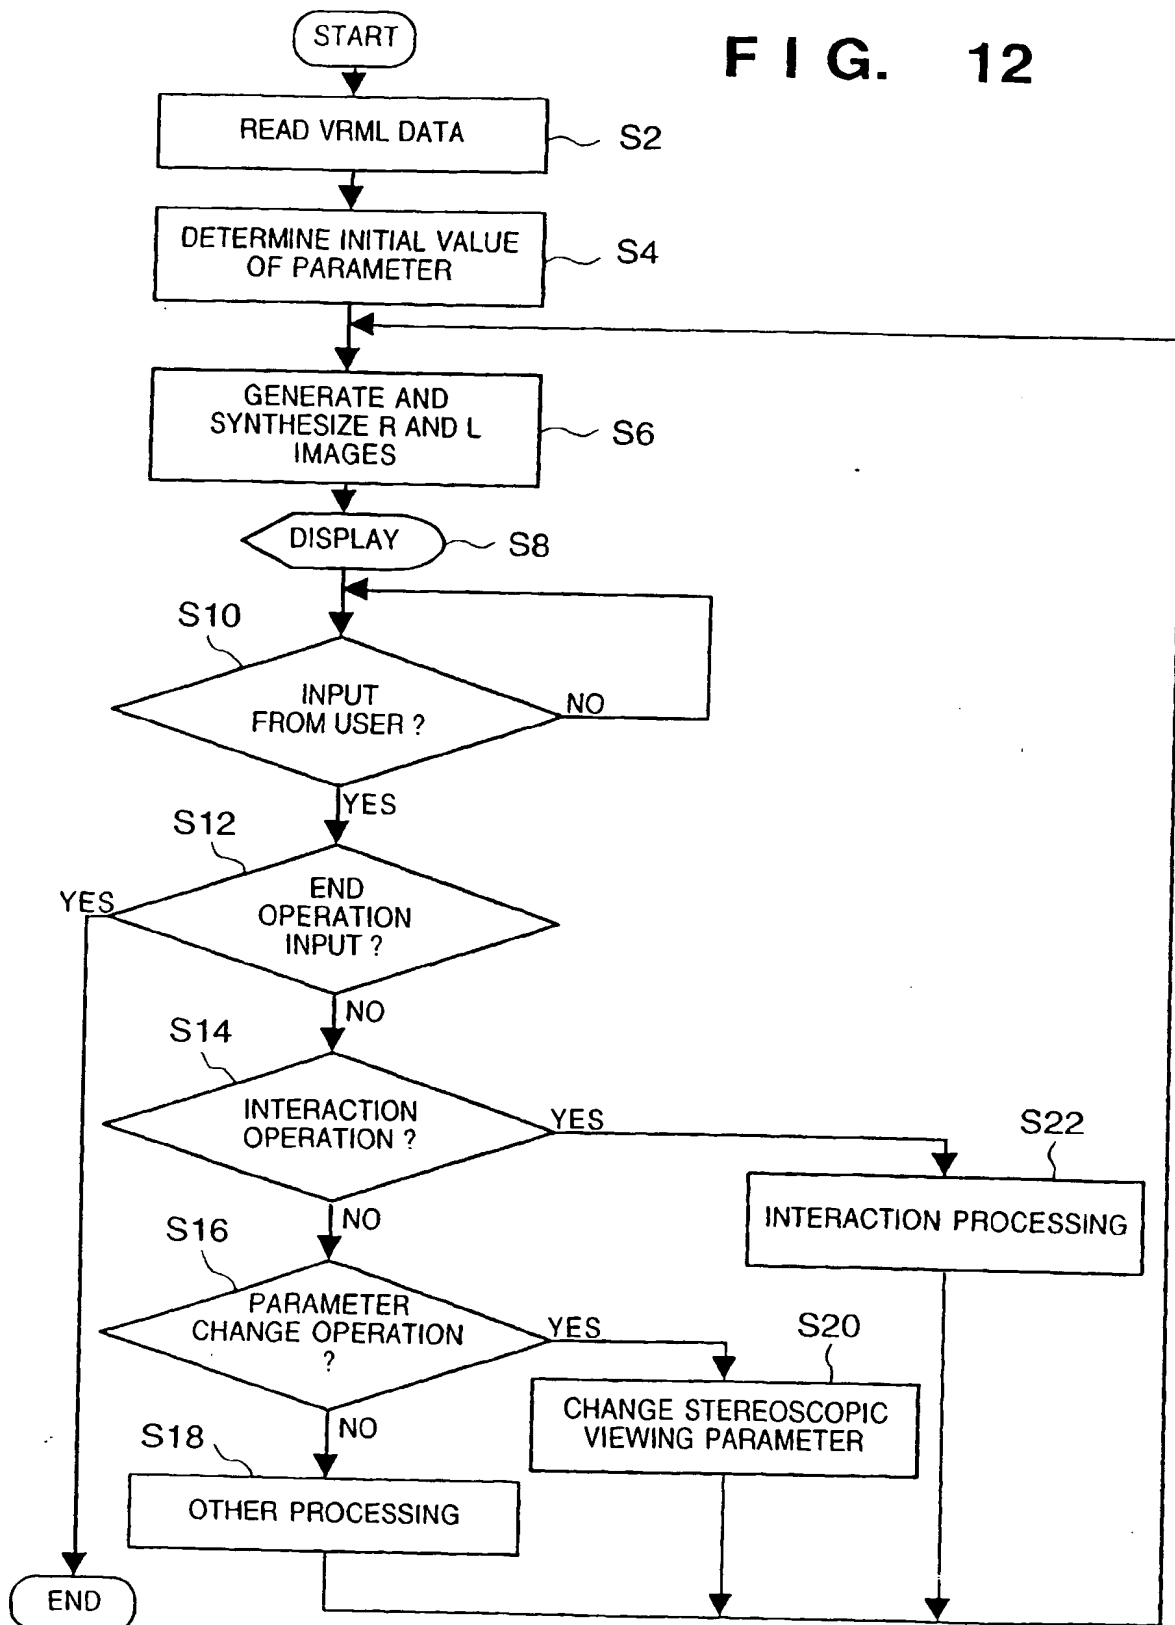 START
F I G. 12
READ VRML DATA
S2
DETERMINE INITIAL VALUE
OF PARAMETER
S4
GENERATE AND
SYNTHESIZE R AND L
IMAGES
S6
DISPLAY
S8
S10
INPUT
FROM USER ?
NO
YES
S12
YES
END
OPERATION
INPUT ?
NO
S14
INTERACTION
OPERATION ?
YES
S22
INTERACTION PROCESSING
NO
S16
PARAMETER
CHANGE OPERATION
?
YES
S20
CHANGE STEREOSCOPIC
VIEWING PARAMETER
NO
S18
OTHER PROCESSING
END